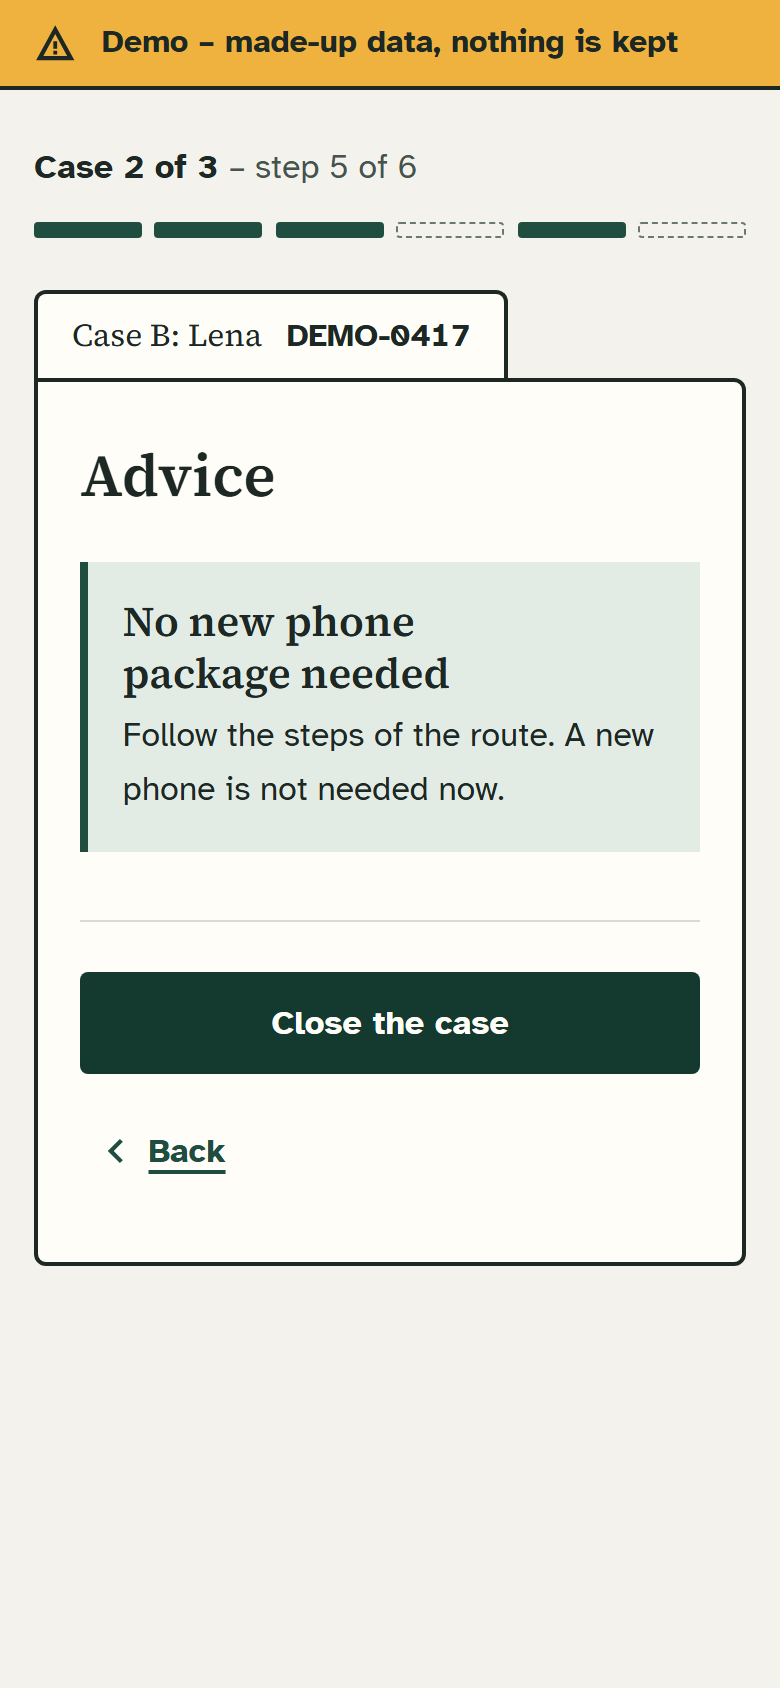 Demo – made-up data, nothing is kept
Case 2 of 3 – step 5 of 6
Case B: Lena DEMO-0417
Advice
No new phone
package needed
Follow the steps of the route. A new
phone is not needed now.
Close the case
Back